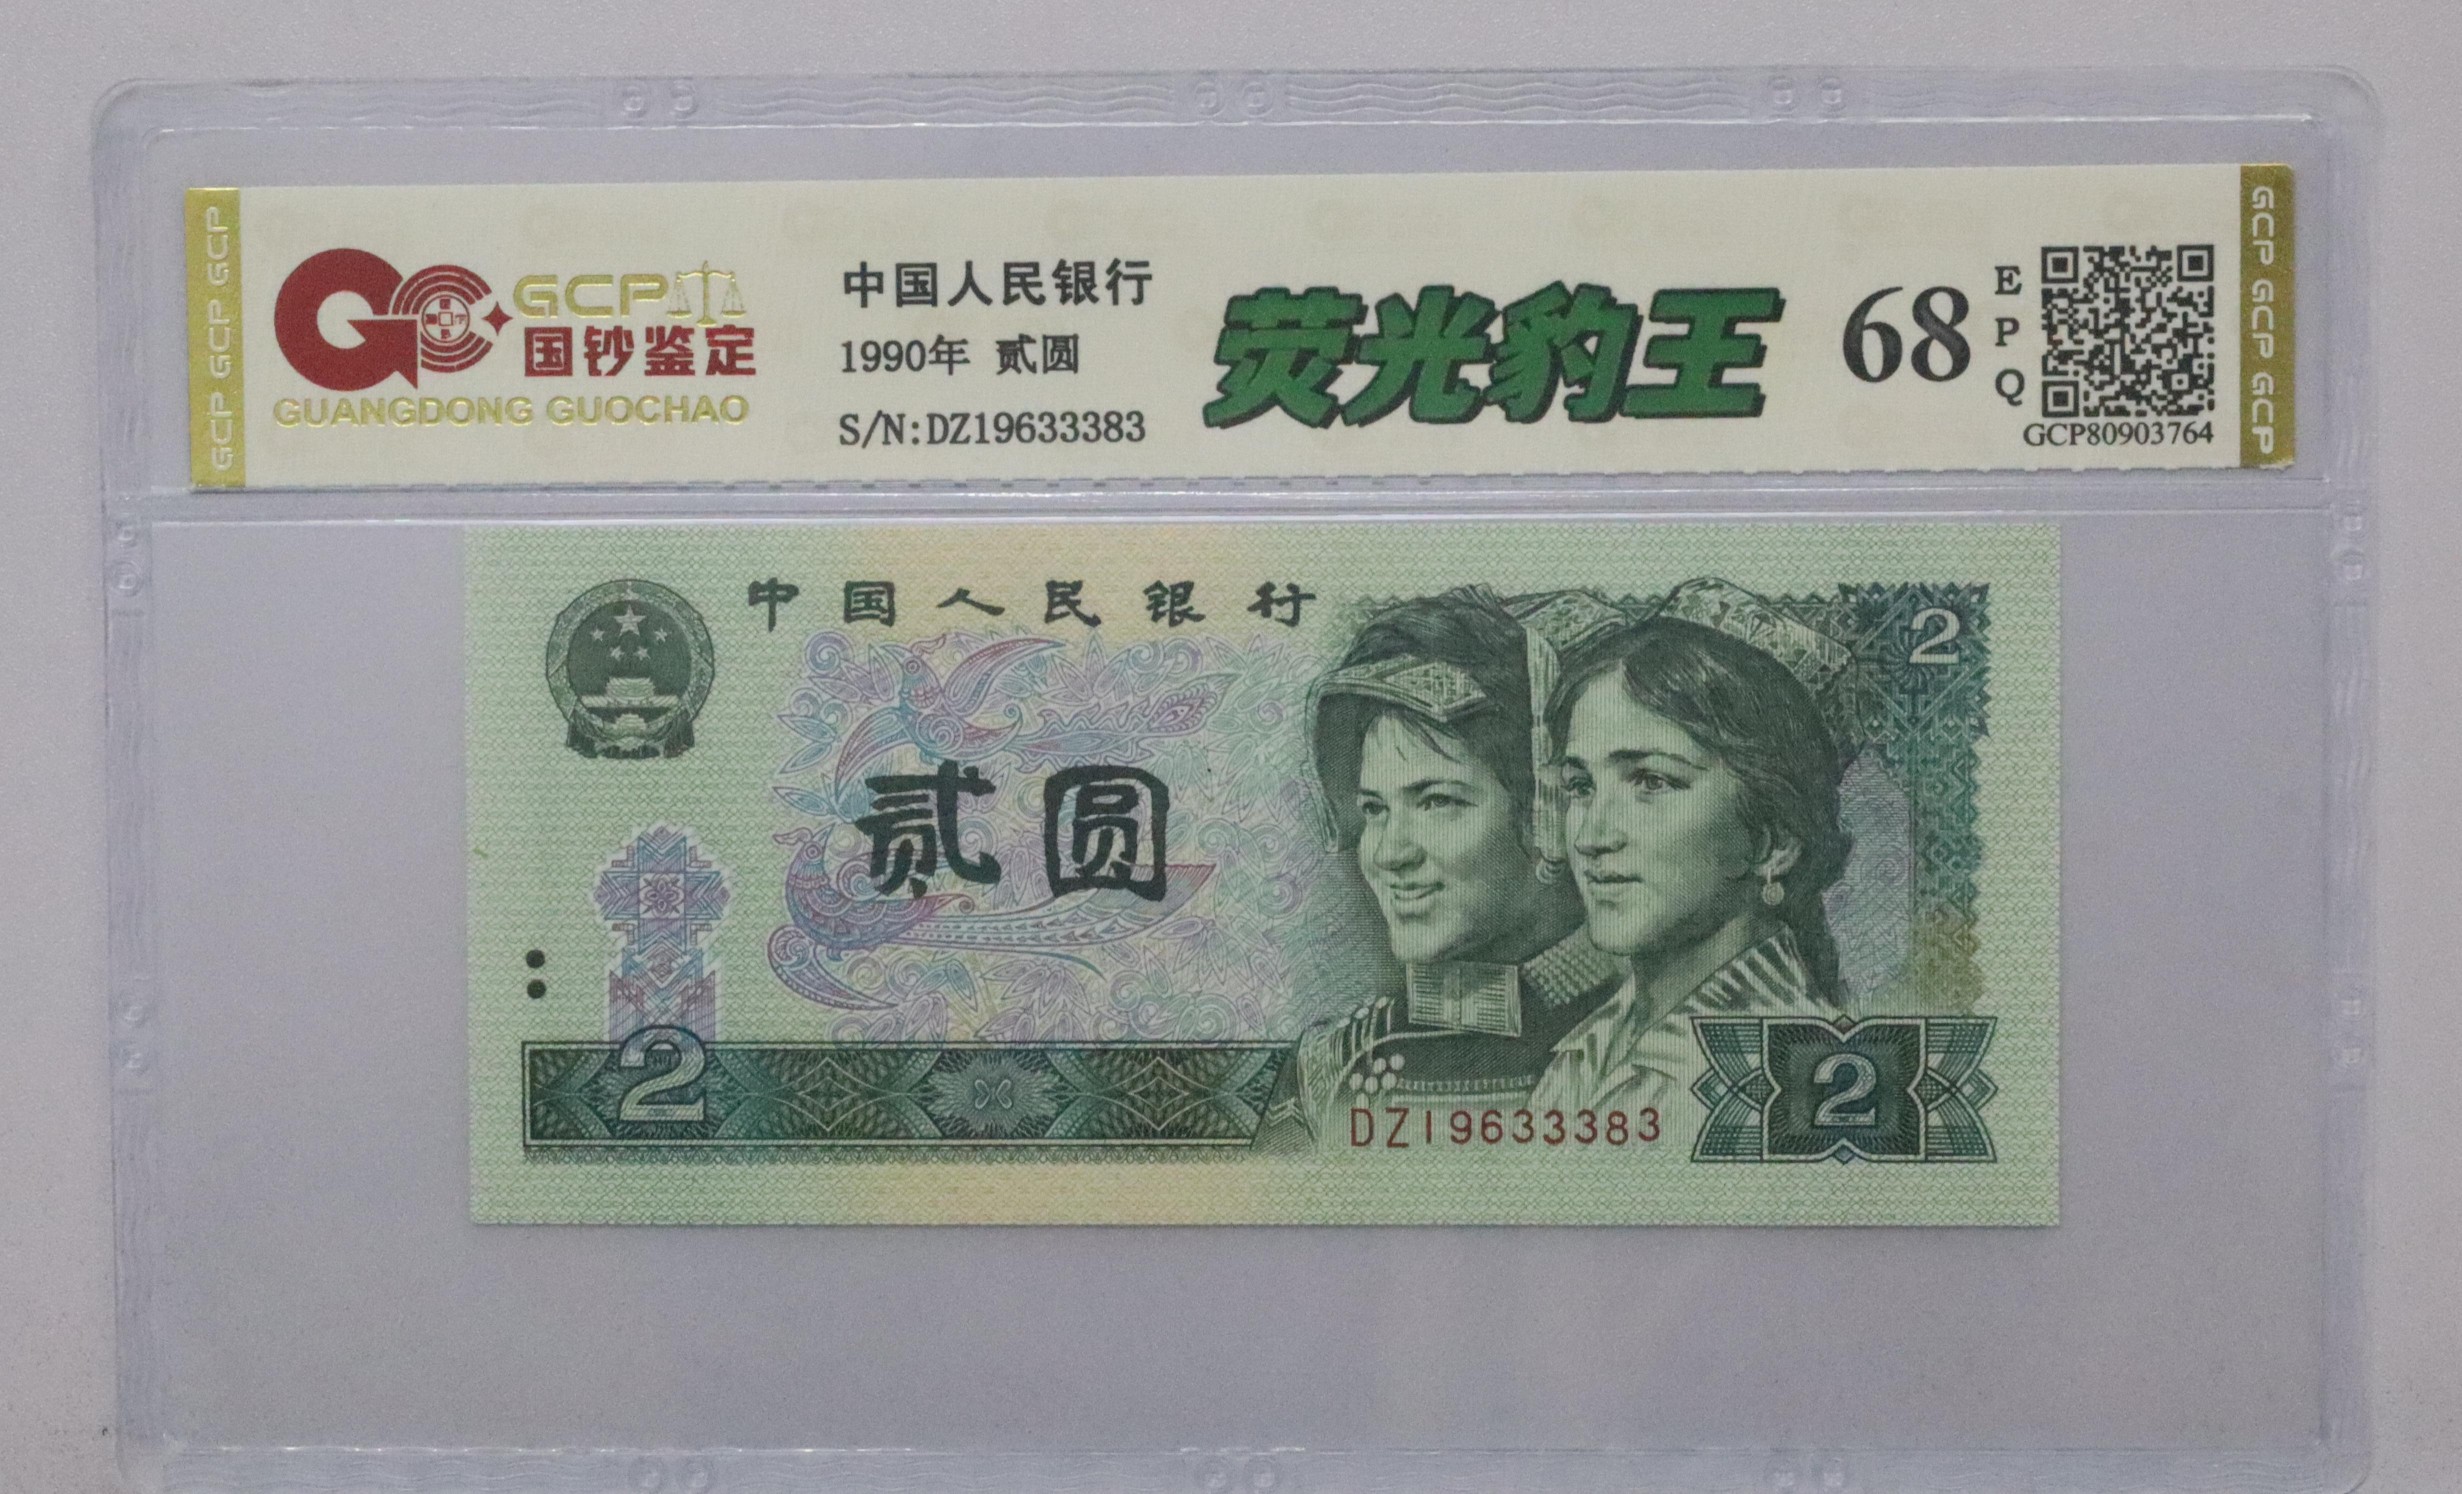 GCP GCP GCP
GCP
国钞鉴定
GUANGDONG GUOCHAO
中国人民银行
1990年 贰圆
S/N:DZ19633383
荧光豹王
68
EPQ
GCP80903764
GCP GCP GCP
中国人民银行
2
贰圆
2
DZ19633383
2